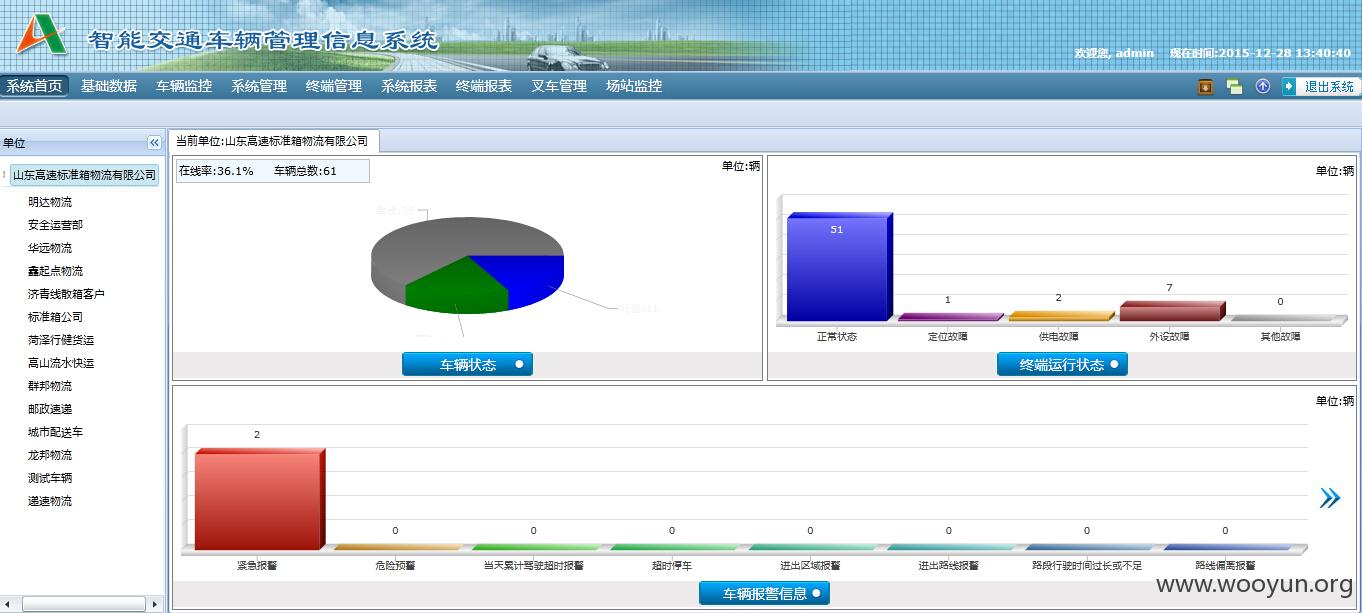 智能交通车辆管理信息系统
欢迎您, admin 现在时间:2015-12-28 13:40:40
系统首页 基础数据 车辆监控 系统管理 终端管理 系统报表 终端报表 叉车管理 场站监控 退出系统
单位
当前单位:山东高速标准箱物流有限公司
山东高速标准箱物流有限公司
明达物流
安全运营部
华远物流
鑫起点物流
济青线散箱客户
标准箱公司
菏泽行健货运
高山流水快运
群邦物流
邮政速递
城市配送车
龙邦物流
测试车辆
递速物流
在线率:36.1% 车辆总数:61
单位:辆
车辆状态
单位:辆
51 1 2 7 0
正常状态 定位故障 供电故障 外设故障 其他故障
终端运行状态
单位:辆
2 0 0 0 0 0 0 0
紧急报警 危险预警 当天累计驾驶超时报警 超时停车 进出区域报警 进出路线报警 路段行驶时间过长或不足 路线偏离报警
车辆报警信息
www.wooyun.org